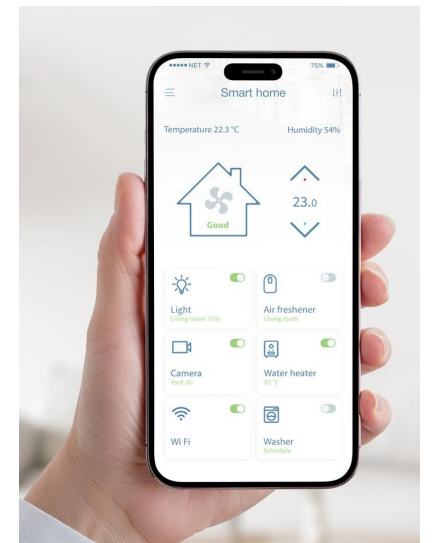 ●●●●● NET 75%
Smart home
Temperature 22.3 °C Humidity 54%
23.0
Good
Light Air freshener
Living room 75% Living room
Camera Water heater
Yard (6) 55 °C
Wi Fi Washer
Schedule